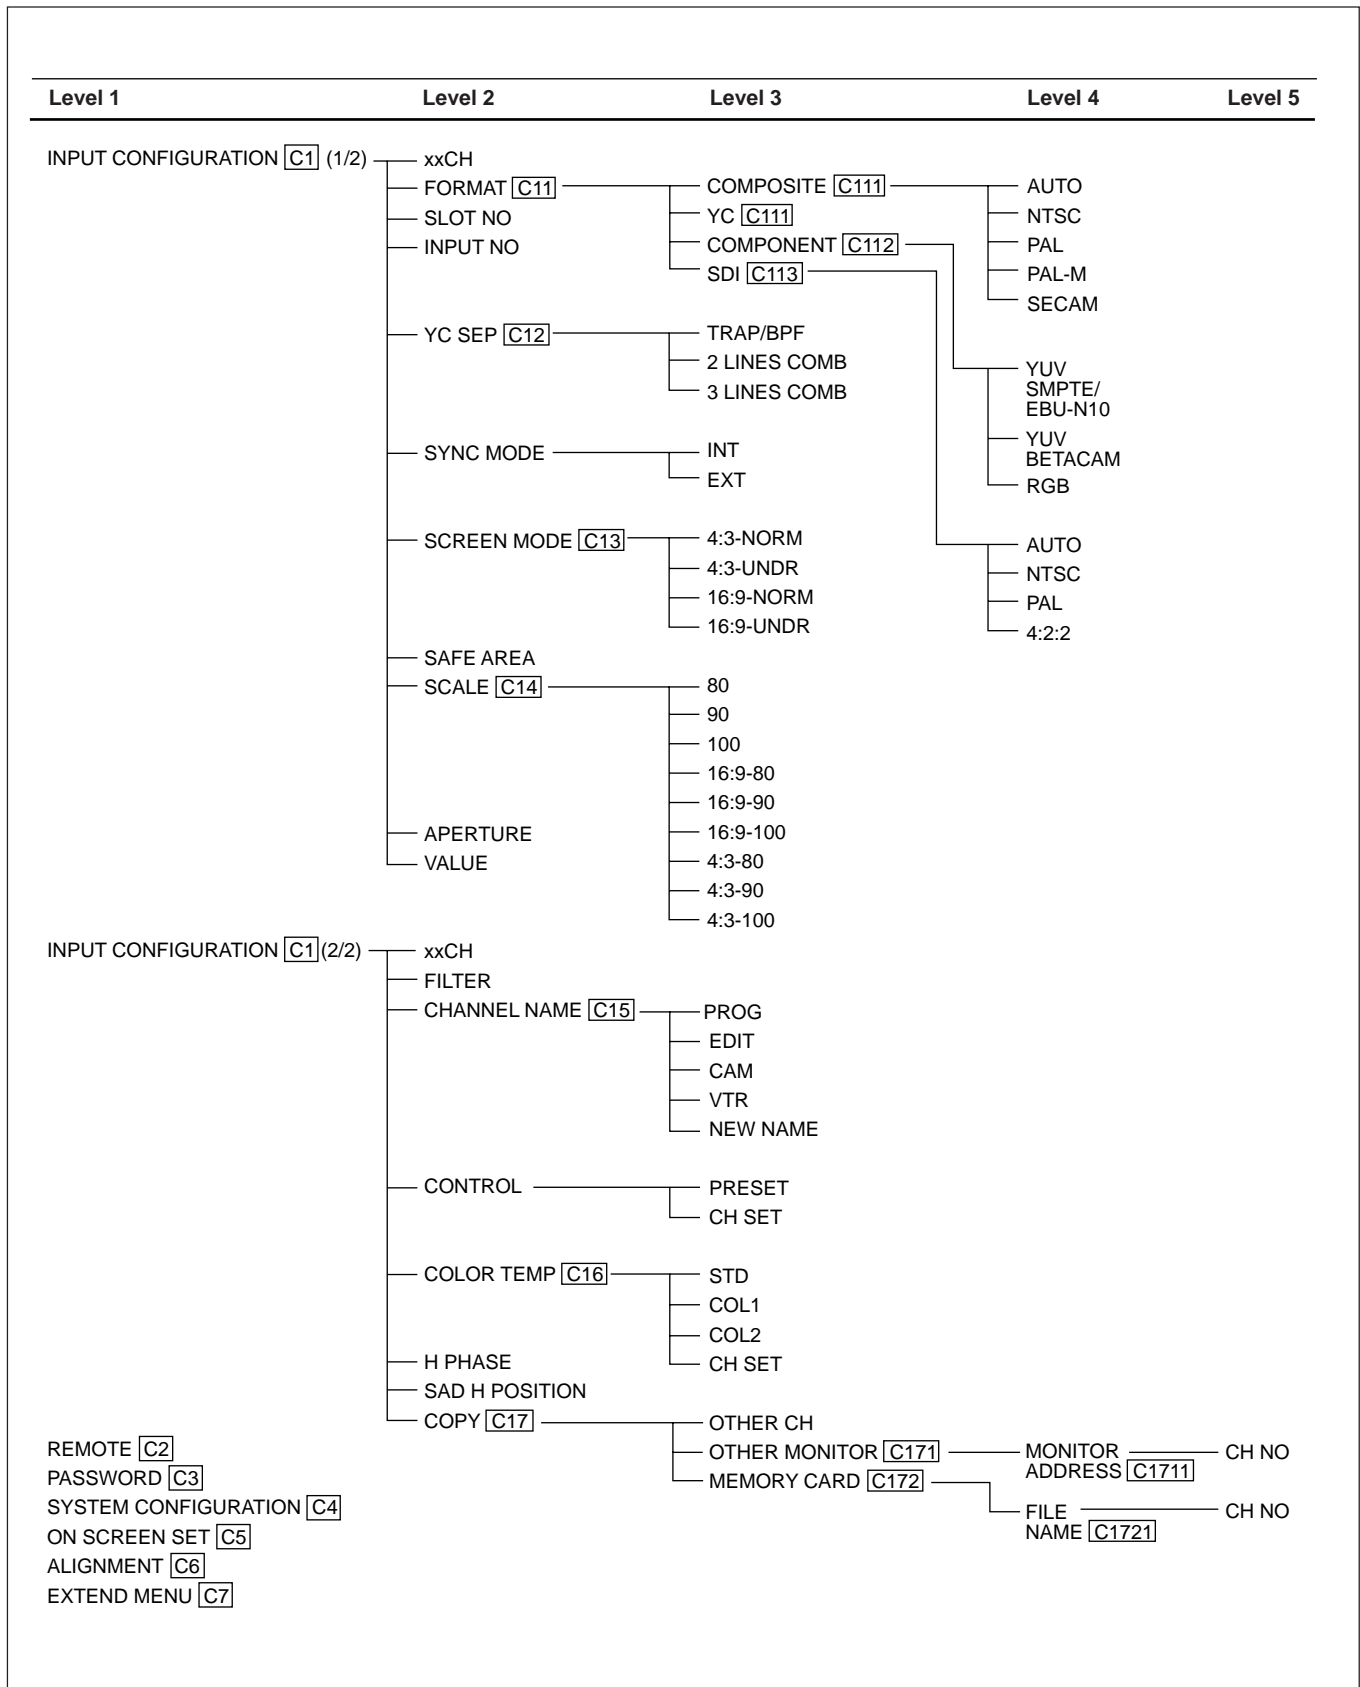 Level 1 Level 2 Level 3 Level 4 Level 5
INPUT CONFIGURATION C1 (1/2) xxCH
FORMAT C11 COMPOSITE C111 AUTO
SLOT NO YC C111 NTSC
INPUT NO COMPONENT C112 PAL
SDI C113 PAL-M
SECAM
YC SEP C12 TRAP/BPF
2 LINES COMB YUV
SMPTE/
3 LINES COMB EBU-N10
YUV
SYNC MODE INT BETACAM
EXT RGB
SCREEN MODE C13 4:3-NORM AUTO
4:3-UNDR NTSC
16:9-NORM PAL
16:9-UNDR 4:2:2
SAFE AREA
SCALE C14 80
90
100
16:9-80
16:9-90
APERTURE 16:9-100
VALUE 4:3-80
4:3-90
4:3-100
INPUT CONFIGURATION C1 (2/2) xxCH
FILTER
CHANNEL NAME C15 PROG
EDIT
CAM
VTR
NEW NAME
CONTROL PRESET
CH SET
COLOR TEMP C16 STD
COL1
COL2
H PHASE CH SET
SAD H POSITION
COPY C17 OTHER CH
REMOTE C2 OTHER MONITOR C171 MONITOR CH NO
ADDRESS C1711
PASSWORD C3 MEMORY CARD C172
SYSTEM CONFIGURATION C4 FILE CH NO
NAME C1721
ON SCREEN SET C5
ALIGNMENT C6
EXTEND MENU C7